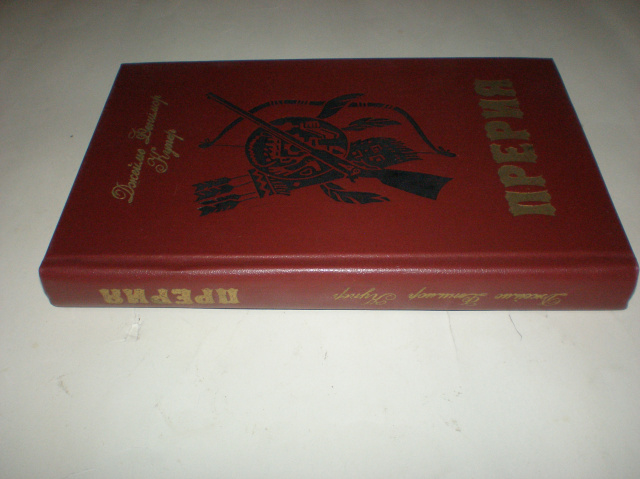 Джеймс Фенимор
Купер
ПРЕРИЯ
Джеймс Фенимор Купер
ПРЕРИЯ